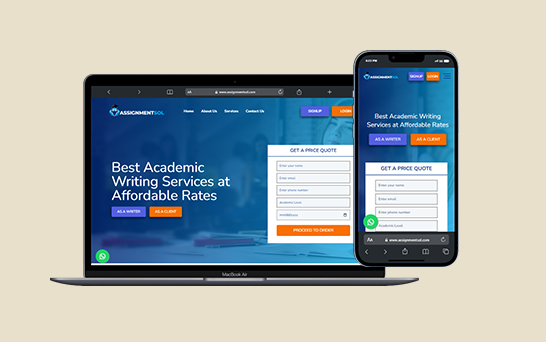 www.assignmentsol.com
ASSIGNMENTSOL
Home
About Us
Services
Contact Us
SIGNUP
LOGIN
Best Academic
Writing Services at
Affordable Rates
AS A WRITER
AS A CLIENT
GET A PRICE QUOTE
Enter your name
Enter email
Enter phone number
Academic Level
PROCEED TO ORDER
MacBook Air
ASSIGNMENTSOL
SIGNUP
LOGIN
Best Academic Writing
Services at Affordable Rates
AS A WRITER
AS A CLIENT
GET A PRICE QUOTE
Enter your name
Enter email
Enter phone number
Academic Level
AA
www.assignmentsol.com